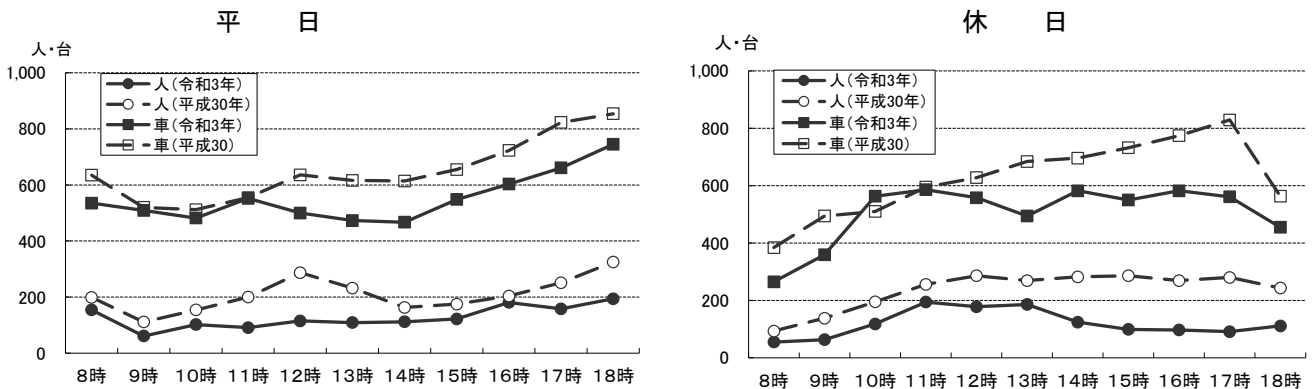 平　日
人・台
1,000
800
600
400
200
0
人（令和3年）
人（平成30年）
車（令和3年）
車（平成30）
8時 9時 10時 11時 12時 13時 14時 15時 16時 17時 18時
休　日
人・台
1,000
800
600
400
200
0
人（令和3年）
人（平成30年）
車（令和3年）
車（平成30）
8時 9時 10時 11時 12時 13時 14時 15時 16時 17時 18時